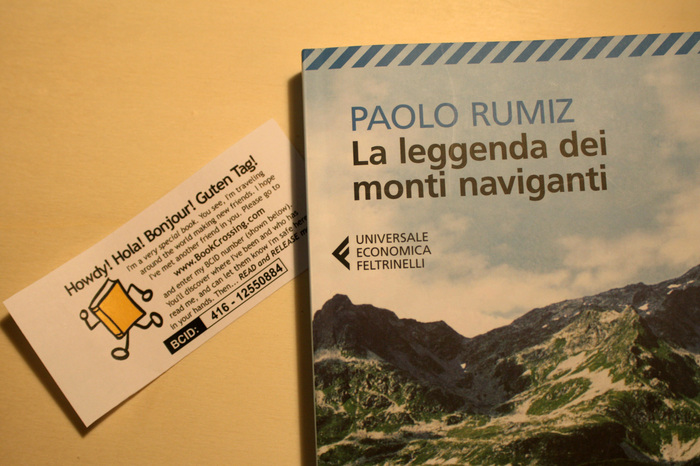 Howdy! Hola! Bonjour! Guten Tag!
I'm a very special book. You see, I'm traveling
around the world making new friends. I hope
I've met another friend in you. Please go to
www.BookCrossing.com
and enter my BCID number (shown below).
You'll discover where I've been and who has
read me, and can let them know I'm safe here
in your hands. Then... READ and RELEASE
BCID: 416 - 12550884
PAOLO RUMIZ
La leggenda dei
monti naviganti
UNIVERSALE
ECONOMICA
FELTRINELLI